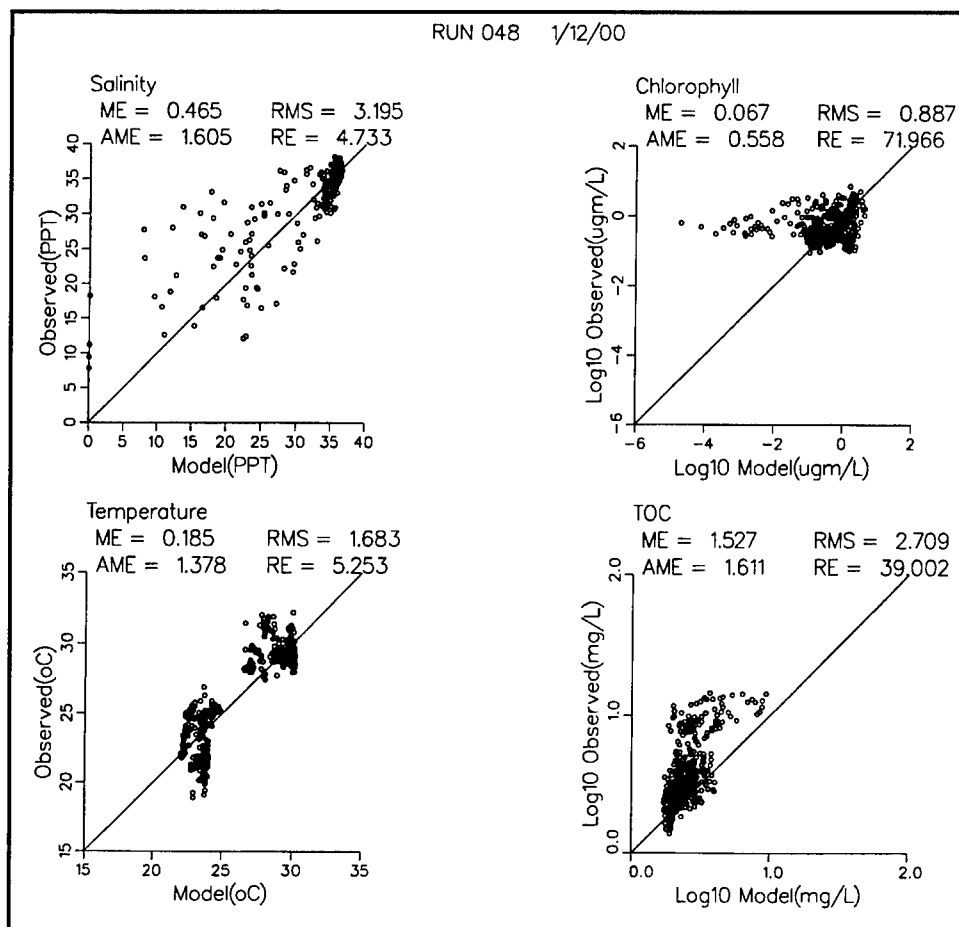 RUN 048 1/12/00
Salinity
ME = 0.465 RMS = 3.195
AME = 1.605 RE = 4.733
40
35
30
25
20
15
10
5
0
Observed(PPT)
0 5 10 15 20 25 30 35 40
Model(PPT)
Chlorophyll
ME = 0.067 RMS = 0.887
AME = 0.558 RE = 71.966
2
0
-2
-4
-6
Log10 Observed(ugm/L)
-6 -4 -2 0 2
Log10 Model(ugm/L)
Temperature
ME = 0.185 RMS = 1.683
AME = 1.378 RE = 5.253
35
30
25
20
15
Observed(oC)
15 20 25 30 35
Model(oC)
TOC
ME = 1.527 RMS = 2.709
AME = 1.611 RE = 39.002
2.0
1.0
0.0
Log10 Observed(mg/L)
0.0 1.0 2.0
Log10 Model(mg/L)